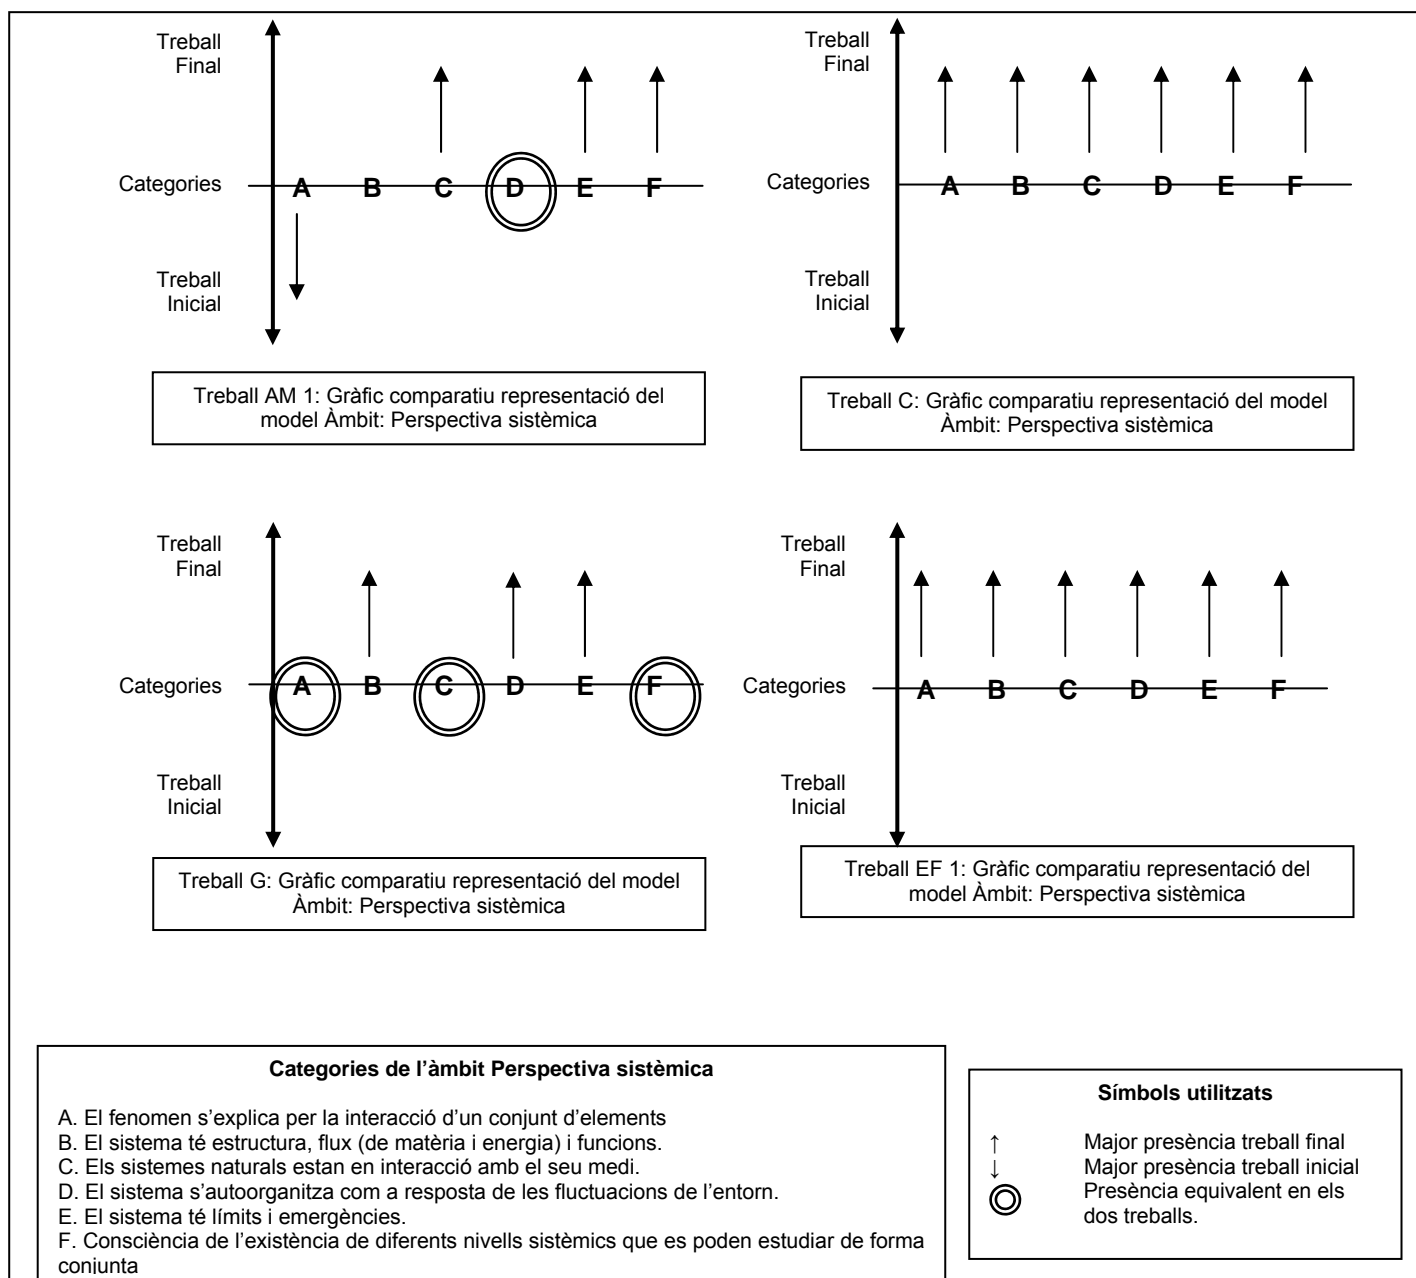 Treball
Final
Categories
A B C D E F
Treball
Inicial
Treball AM 1: Gràfic comparatiu representació del
model Àmbit: Perspectiva sistèmica
Treball
Final
Categories
A B C D E F
Treball
Inicial
Treball C: Gràfic comparatiu representació del model
Àmbit: Perspectiva sistèmica
Treball
Final
Categories
A B C D E F
Treball
Inicial
Treball G: Gràfic comparatiu representació del model
Àmbit: Perspectiva sistèmica
Treball
Final
Categories
A B C D E F
Treball
Inicial
Treball EF 1: Gràfic comparatiu representació del
model Àmbit: Perspectiva sistèmica
Categories de l’àmbit Perspectiva sistèmica
A. El fenomen s’explica per la interacció d’un conjunt d’elements
B. El sistema té estructura, flux (de matèria i energia) i funcions.
C. Els sistemes naturals estan en interacció amb el seu medi.
D. El sistema s’autoorganitza com a resposta de les fluctuacions de l’entorn.
E. El sistema té límits i emergències.
F. Consciència de l’existència de diferents nivells sistèmics que es poden estudiar de forma
conjunta
Símbols utilitzats
↑ Major presència treball final
↓ Major presència treball inicial
Presència equivalent en els
dos treballs.